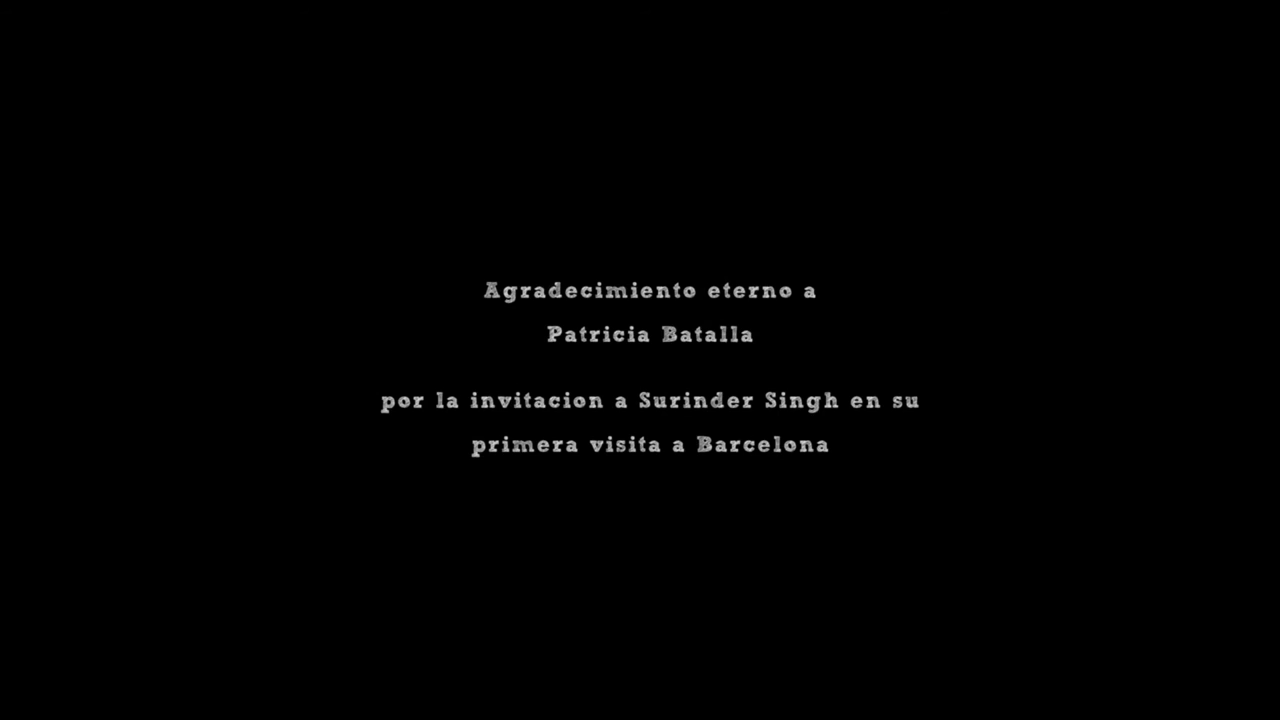 Agradecimiento eterno a
Patricia Batalla
por la invitacion a Surinder Singh en su
primera visita a Barcelona